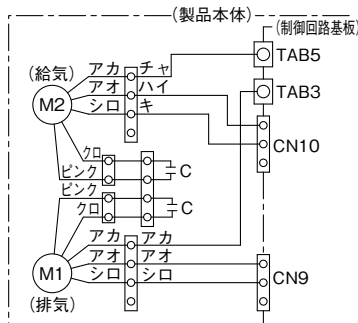 (製品本体)
(制御回路基板)
(給気)
アカ チャ
TAB5
M2
アオ ハイ
TAB3
シロ キ
CN10
クロ
ピンク
C
ピンク
クロ
C
アカ アカ
アオ アオ
M1
シロ シロ
CN9
(排気)